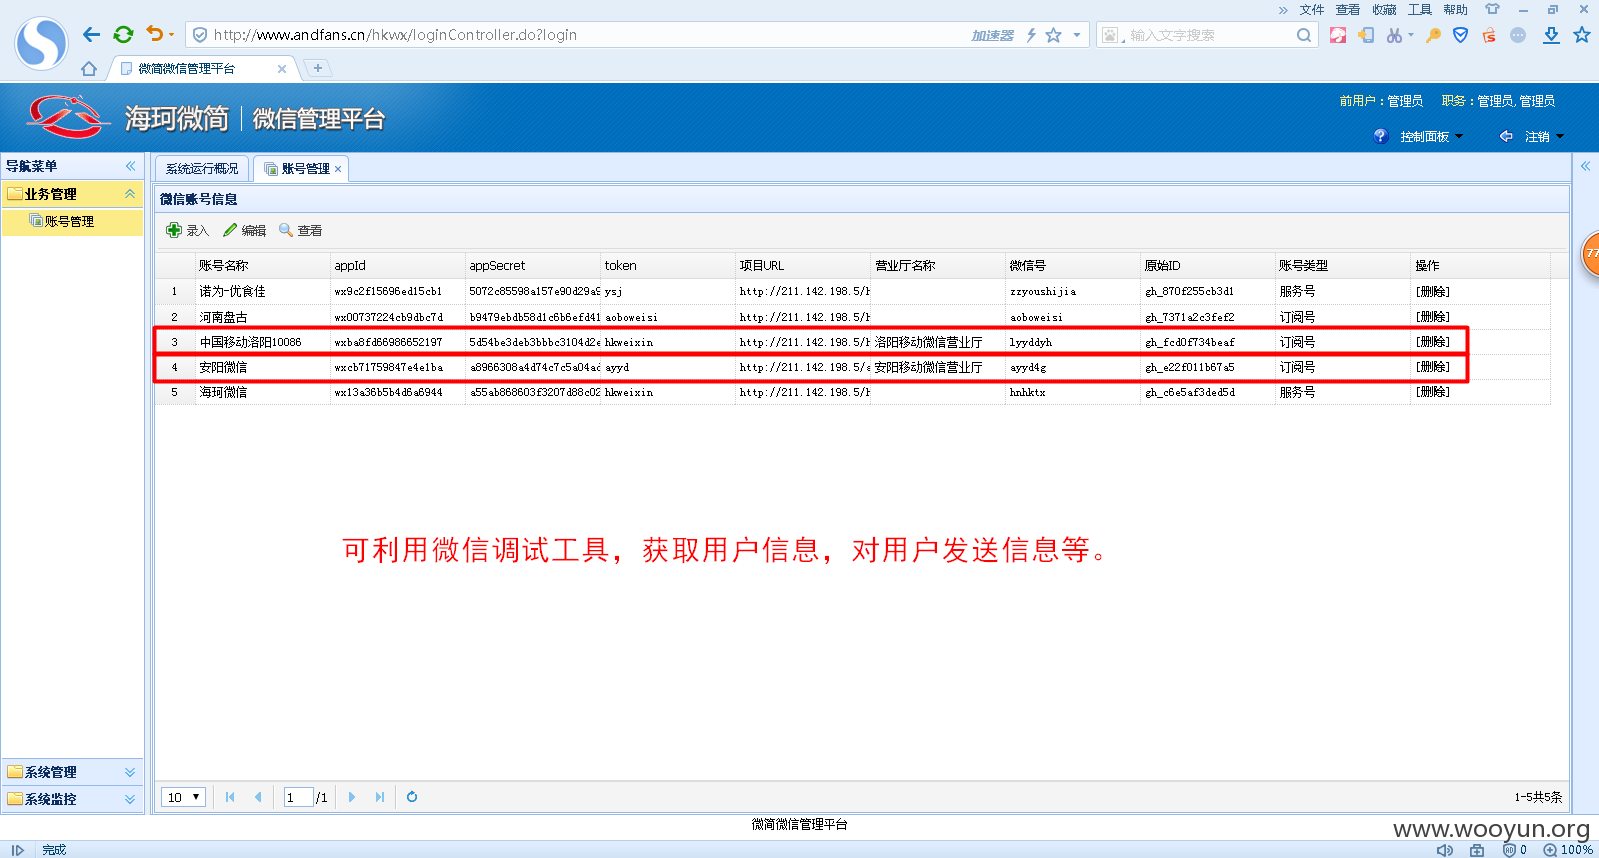 » 文件 查看 收藏 工具 帮助
http://www.andfans.cn/hkwx/loginController.do?login 加速器 输入文字搜索
微简微信管理平台
海珂微简 微信管理平台
前用户：管理员 职务：管理员, 管理员
控制面板 注销
导航菜单
业务管理
账号管理
系统管理
系统监控
系统运行概况 账号管理
微信账号信息
录入 编辑 查看
账号名称 appId appSecret token 项目URL 营业厅名称 微信号 原始ID 账号类型 操作
1 诺为-优食佳 wx9c2f15696ed15cb1 5072c85598a157e90d29a9 ysj http://211.142.198.5/h zzyoushijia gh_870f255cb3d1 服务号 [删除]
2 河南盘古 wx00737224cb9dbc7d b9479ebdb58d1c6b6efd41 aoboweisi http://211.142.198.5/h aoboweisi gh_7371a2c3fef2 订阅号 [删除]
3 中国移动洛阳10086 wxba8fd66986652197 5d54be3deb3bbbc3104d2e hkweixin http://211.142.198.5/h 洛阳移动微信营业厅 lyyddyh gh_fcd0f734beaf 订阅号 [删除]
4 安阳微信 wxcb71759847e4e1ba a8966308a4d74c7c5a04ad ayyd http://211.142.198.5/a 安阳移动微信营业厅 ayyd4g gh_e22f011b67a5 订阅号 [删除]
5 海珂微信 wx13a36b5b4d6a6944 a55ab868603f3207d88c02 hkweixin http://211.142.198.5/h hnhktx gh_c6e5af3ded5d 服务号 [删除]
77
可利用微信调试工具，获取用户信息，对用户发送信息等。
10 1 /1 1-5共5条
微简微信管理平台
www.wooyun.org
完成 0 100%